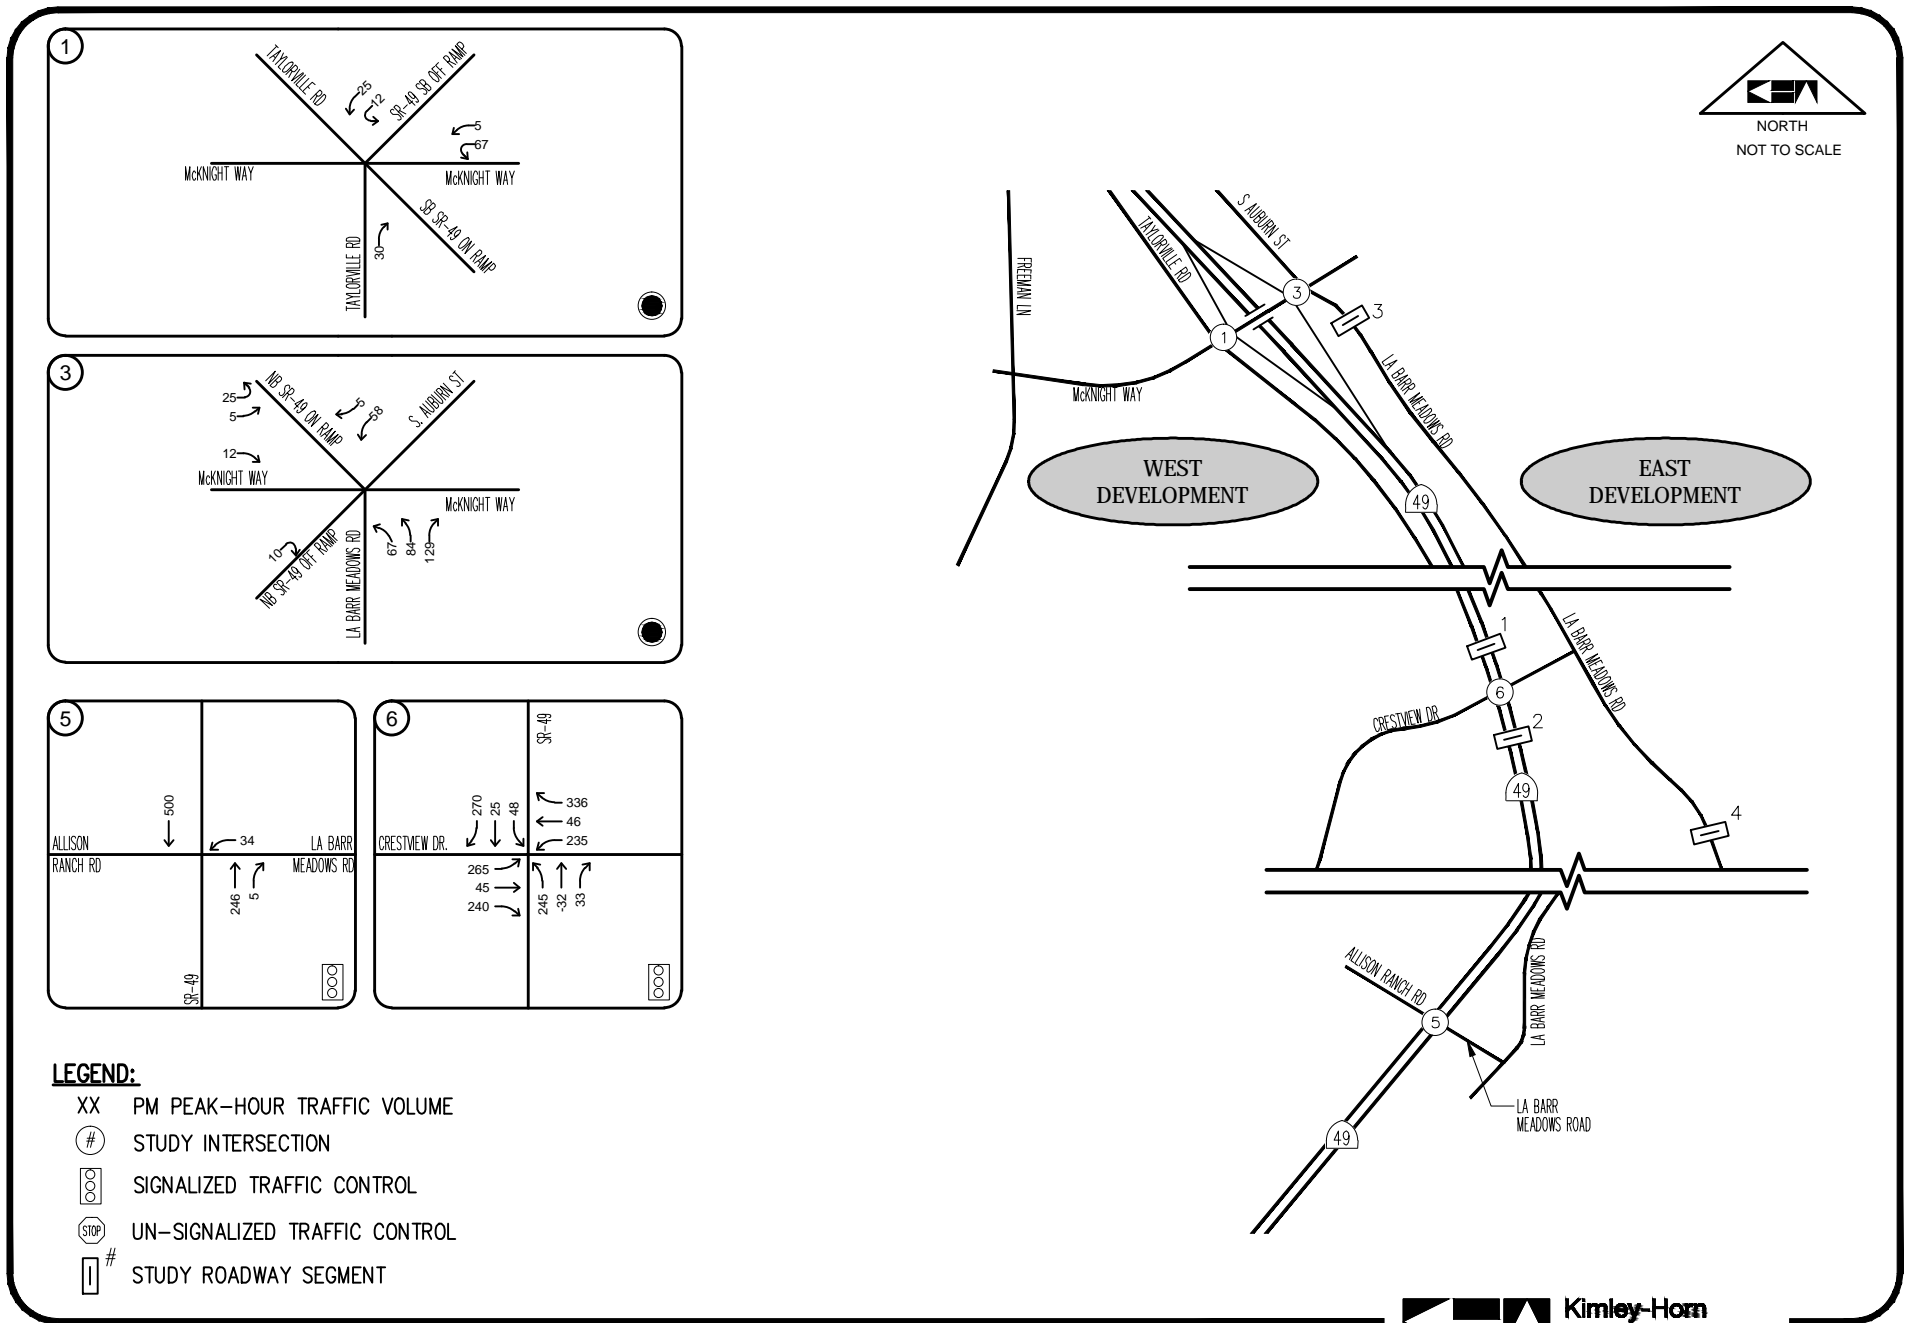 1
TAYLORVILLE RD
25
12
SR-49 SB OFF RAMP
5
67
McKNIGHT WAY
McKNIGHT WAY
TAYLORVILLE RD
30
SB SR-49 ON RAMP
3
25
5
NB SR-49 ON RAMP
5
58
S. AUBURN ST
12
McKNIGHT WAY
McKNIGHT WAY
10
NB SR-49 OFF RAMP
LA BARR MEADOWS RD
67
84
129
5
500
ALLISON
RANCH RD
34
LA BARR
MEADOWS RD
246
5
SR-49
6
SR-49
270
25
48
336
46
235
CRESTVIEW DR.
265
45
240
245
-32
33
LEGEND:
XX PM PEAK-HOUR TRAFFIC VOLUME
# STUDY INTERSECTION
SIGNALIZED TRAFFIC CONTROL
STOP UN-SIGNALIZED TRAFFIC CONTROL
# STUDY ROADWAY SEGMENT
NORTH
NOT TO SCALE
S AUBURN ST
TAYLORVILLE RD
FREEMAN LN
3
3
1
McKNIGHT WAY
LA BARR MEADOWS RD
WEST
DEVELOPMENT
EAST
DEVELOPMENT
49
1
LA BARR MEADOWS RD
6
CRESTVIEW DR
2
49
4
ALLISON RANCH RD
LA BARR MEADOWS RD
5
LA BARR
MEADOWS ROAD
49
Kimley-Horn